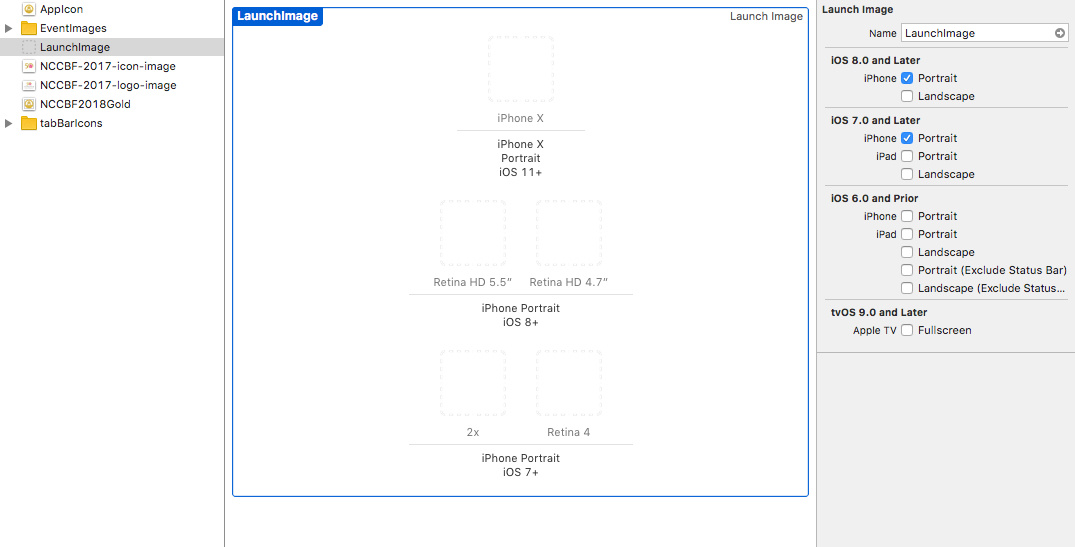 AppIcon
EventImages
LaunchImage
NCCBF-2017-icon-image
NCCBF-2017-logo-image
NCCBF2018Gold
tabBarIcons
LaunchImage
Launch Image
iPhone X
iPhone X
Portrait
iOS 11+
Retina HD 5.5″ Retina HD 4.7″
iPhone Portrait
iOS 8+
2x Retina 4
iPhone Portrait
iOS 7+
Launch Image
Name LaunchImage
iOS 8.0 and Later
iPhone Portrait
Landscape
iOS 7.0 and Later
iPhone Portrait
iPad Portrait
Landscape
iOS 6.0 and Prior
iPhone Portrait
iPad Portrait
Landscape
Portrait (Exclude Status Bar)
Landscape (Exclude Status...
tvOS 9.0 and Later
Apple TV Fullscreen